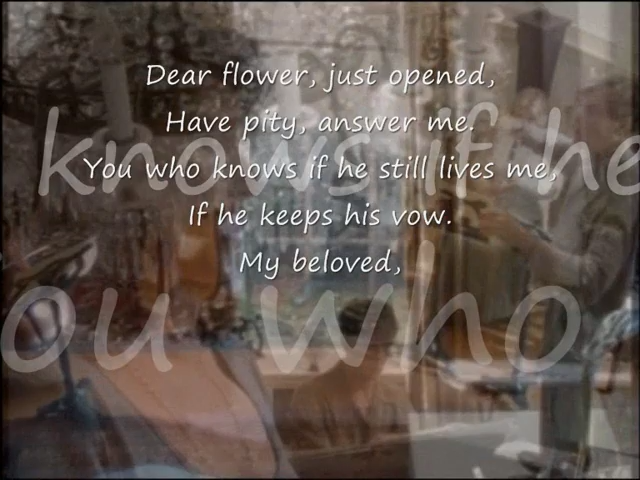 Dear flower, just opened,
Have pity, answer me.
knows if he
You who knows if he still lives me,
If he keeps his vow.
My beloved,
ou who